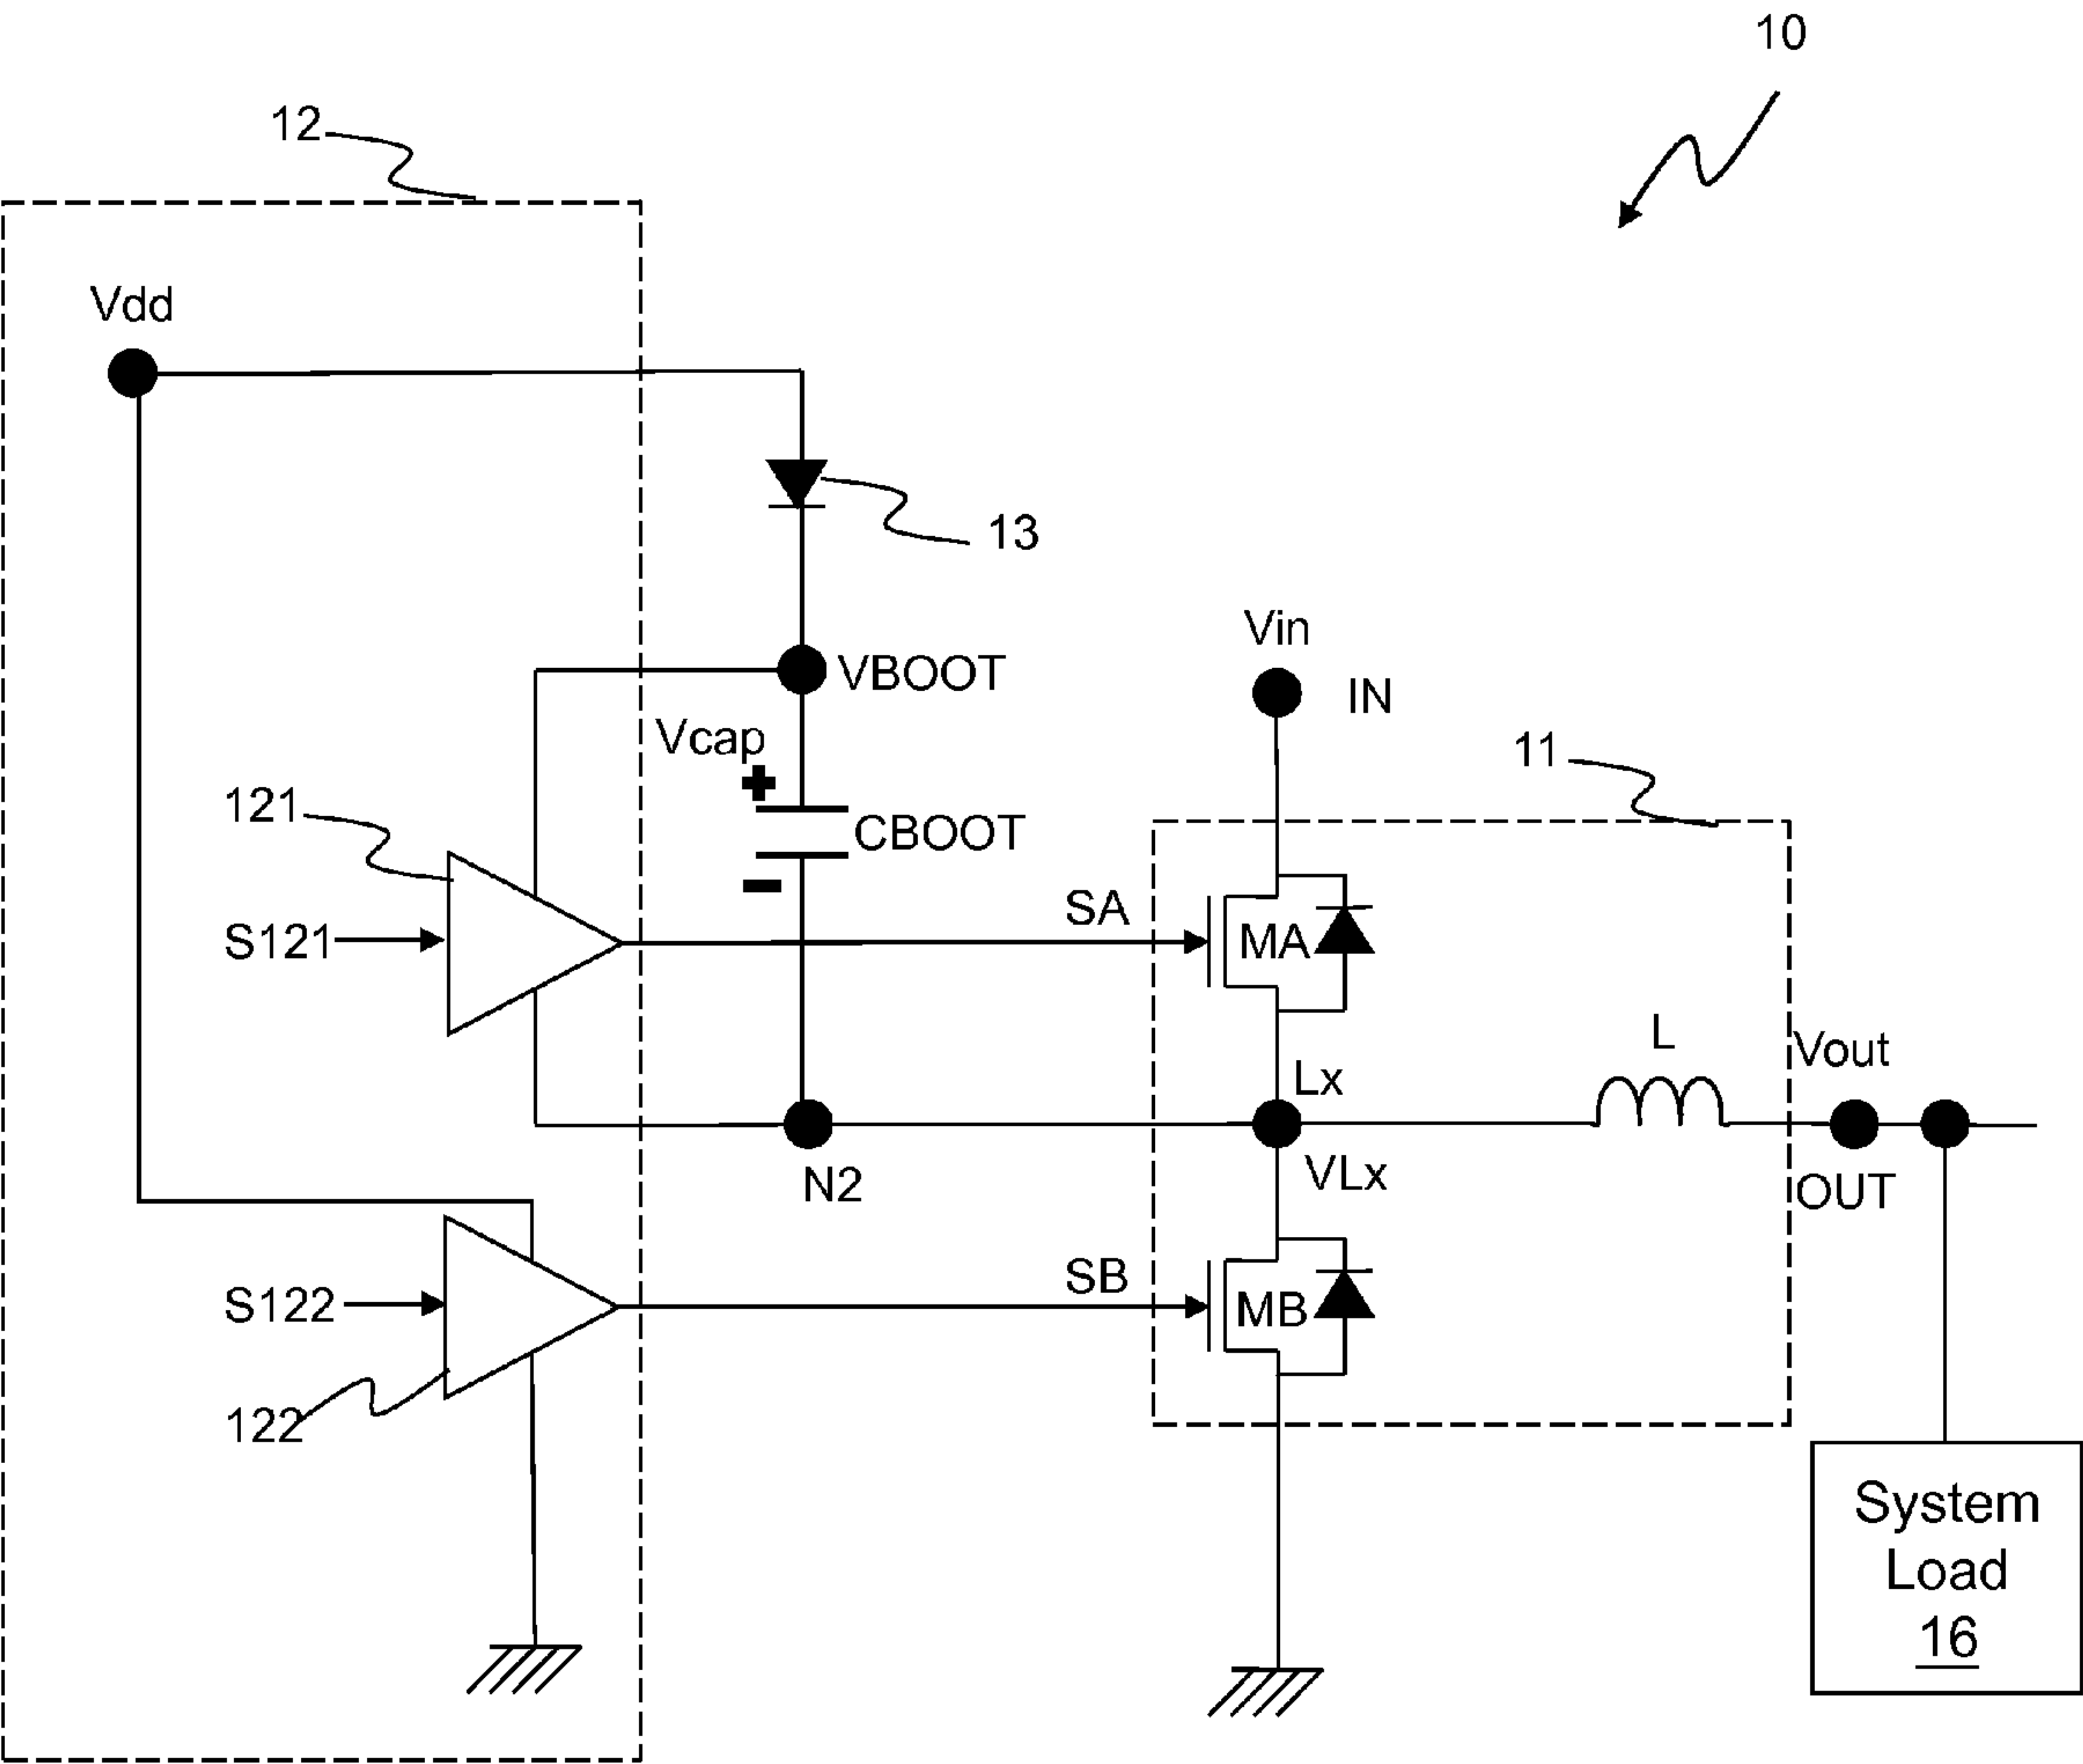 10
12
Vdd
13
Vin
VBOOT
IN
Vcap
11
121
CBOOT
SA
S121
MA
L
Vout
Lx
VLx
N2
OUT
SB
S122
MB
122
System
Load
16